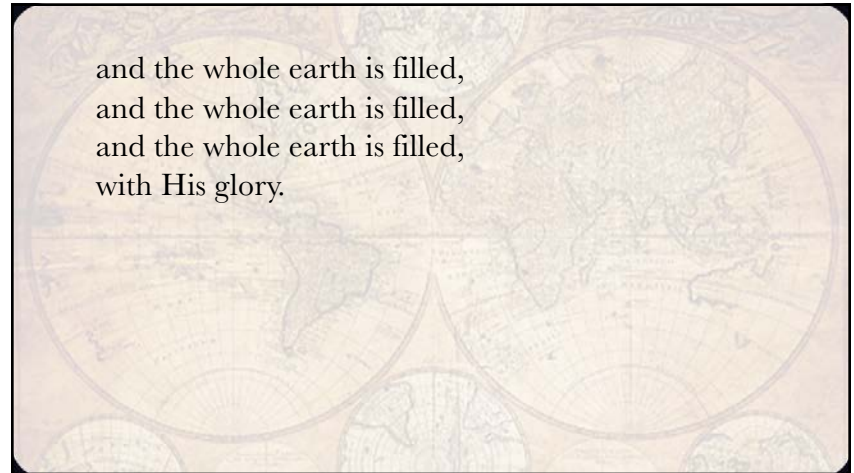 and the whole earth is filled,
and the whole earth is filled,
and the whole earth is filled,
with His glory.